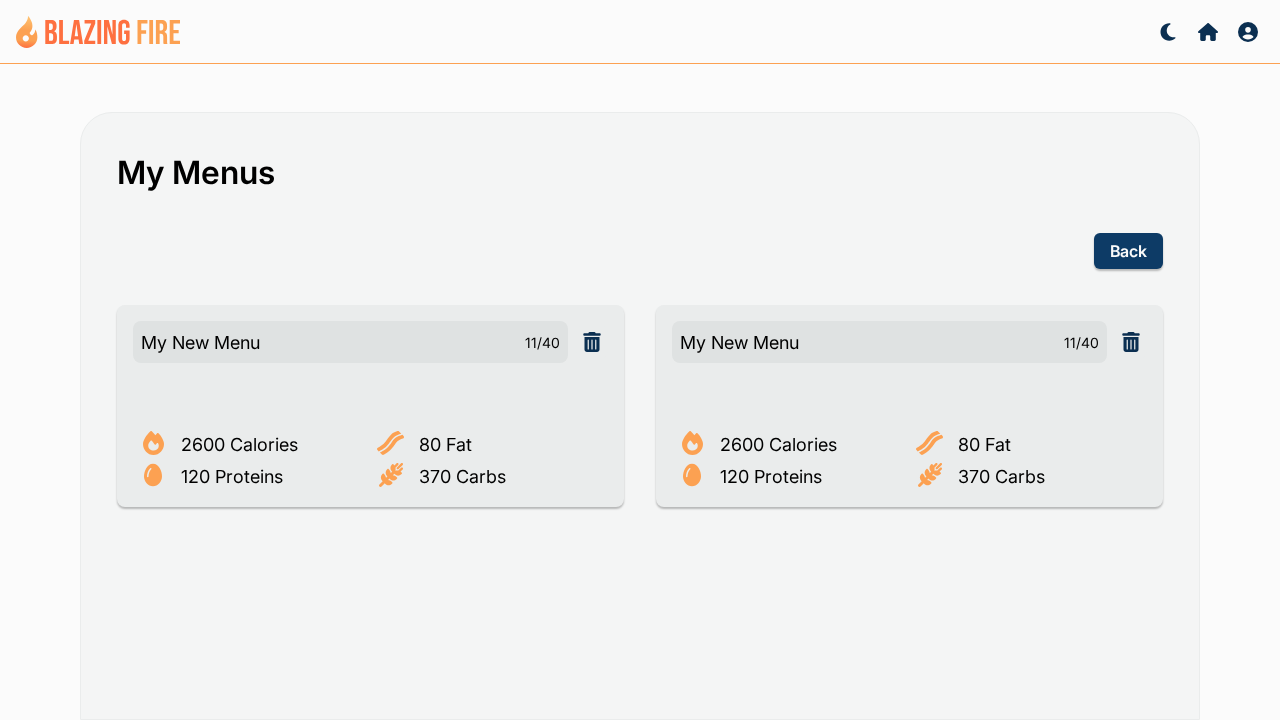 BLAZING FIRE
My Menus
Back
My New Menu 11/40
2600 Calories 80 Fat
120 Proteins 370 Carbs
My New Menu 11/40
2600 Calories 80 Fat
120 Proteins 370 Carbs